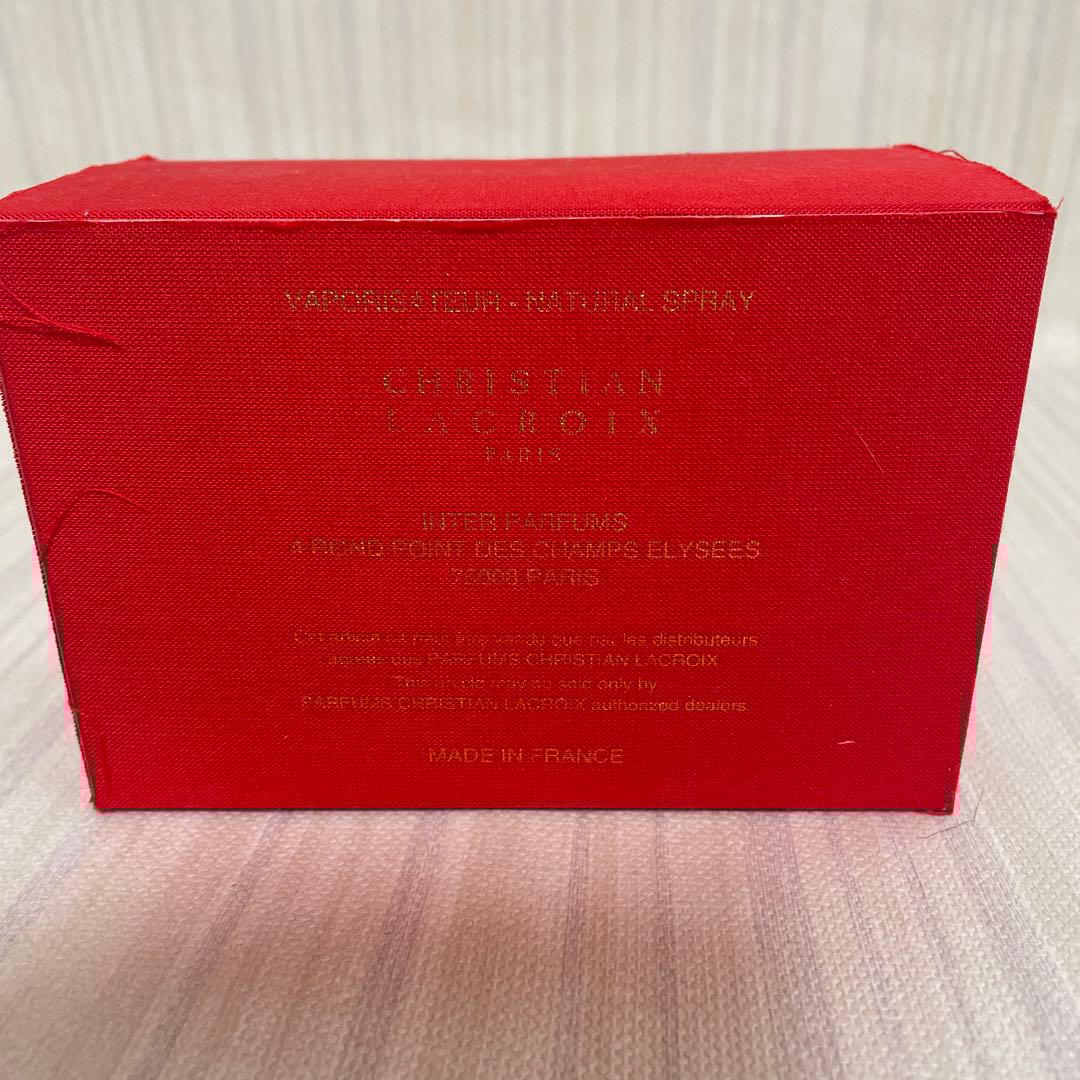 VAPORISATEUR - NATURAL SPRAY
CHRISTIAN
LACROIX
PARIS
INTER PARFUMS
4 ROND POINT DES CHAMPS ELYSEES
75008 PARIS
Cet article ne peut être vendu que par les distributeurs
agréés des PARFUMS CHRISTIAN LACROIX
This article may be sold only by
PARFUMS CHRISTIAN LACROIX authorized dealers
MADE IN FRANCE